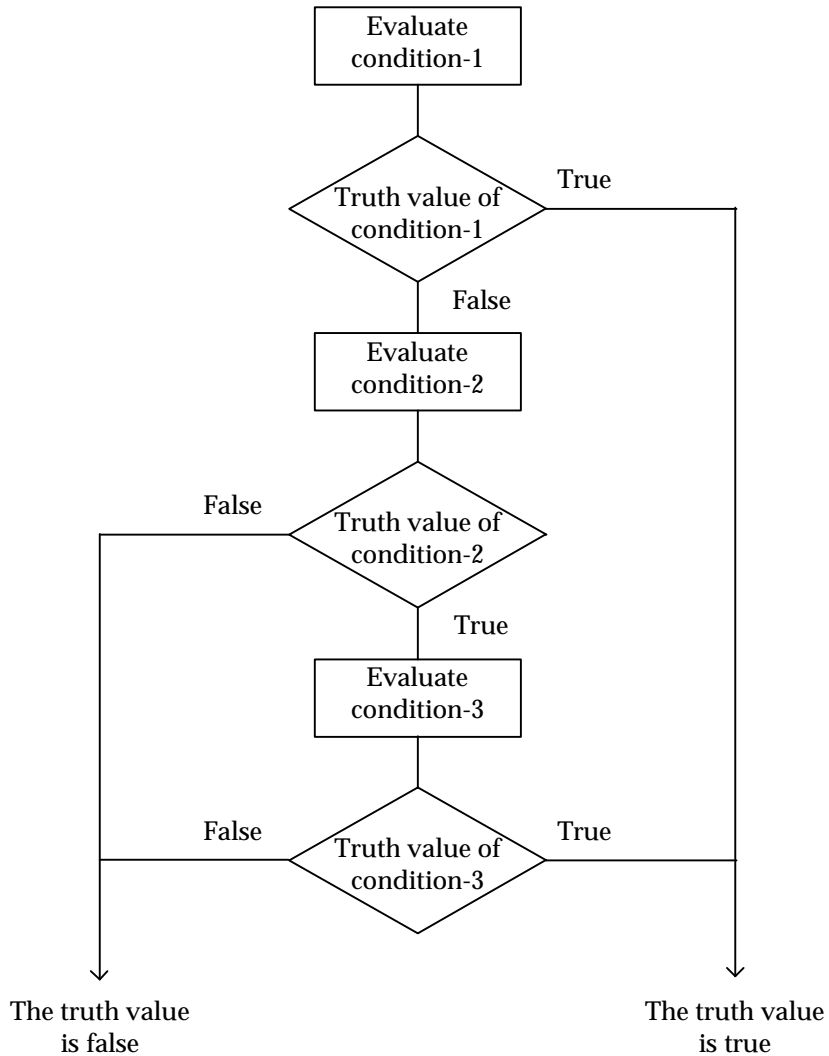 Evaluate
condition-1
Truth value of
condition-1
True
False
Evaluate
condition-2
False
Truth value of
condition-2
True
Evaluate
condition-3
False
Truth value of
condition-3
True
The truth value
is false
The truth value
is true